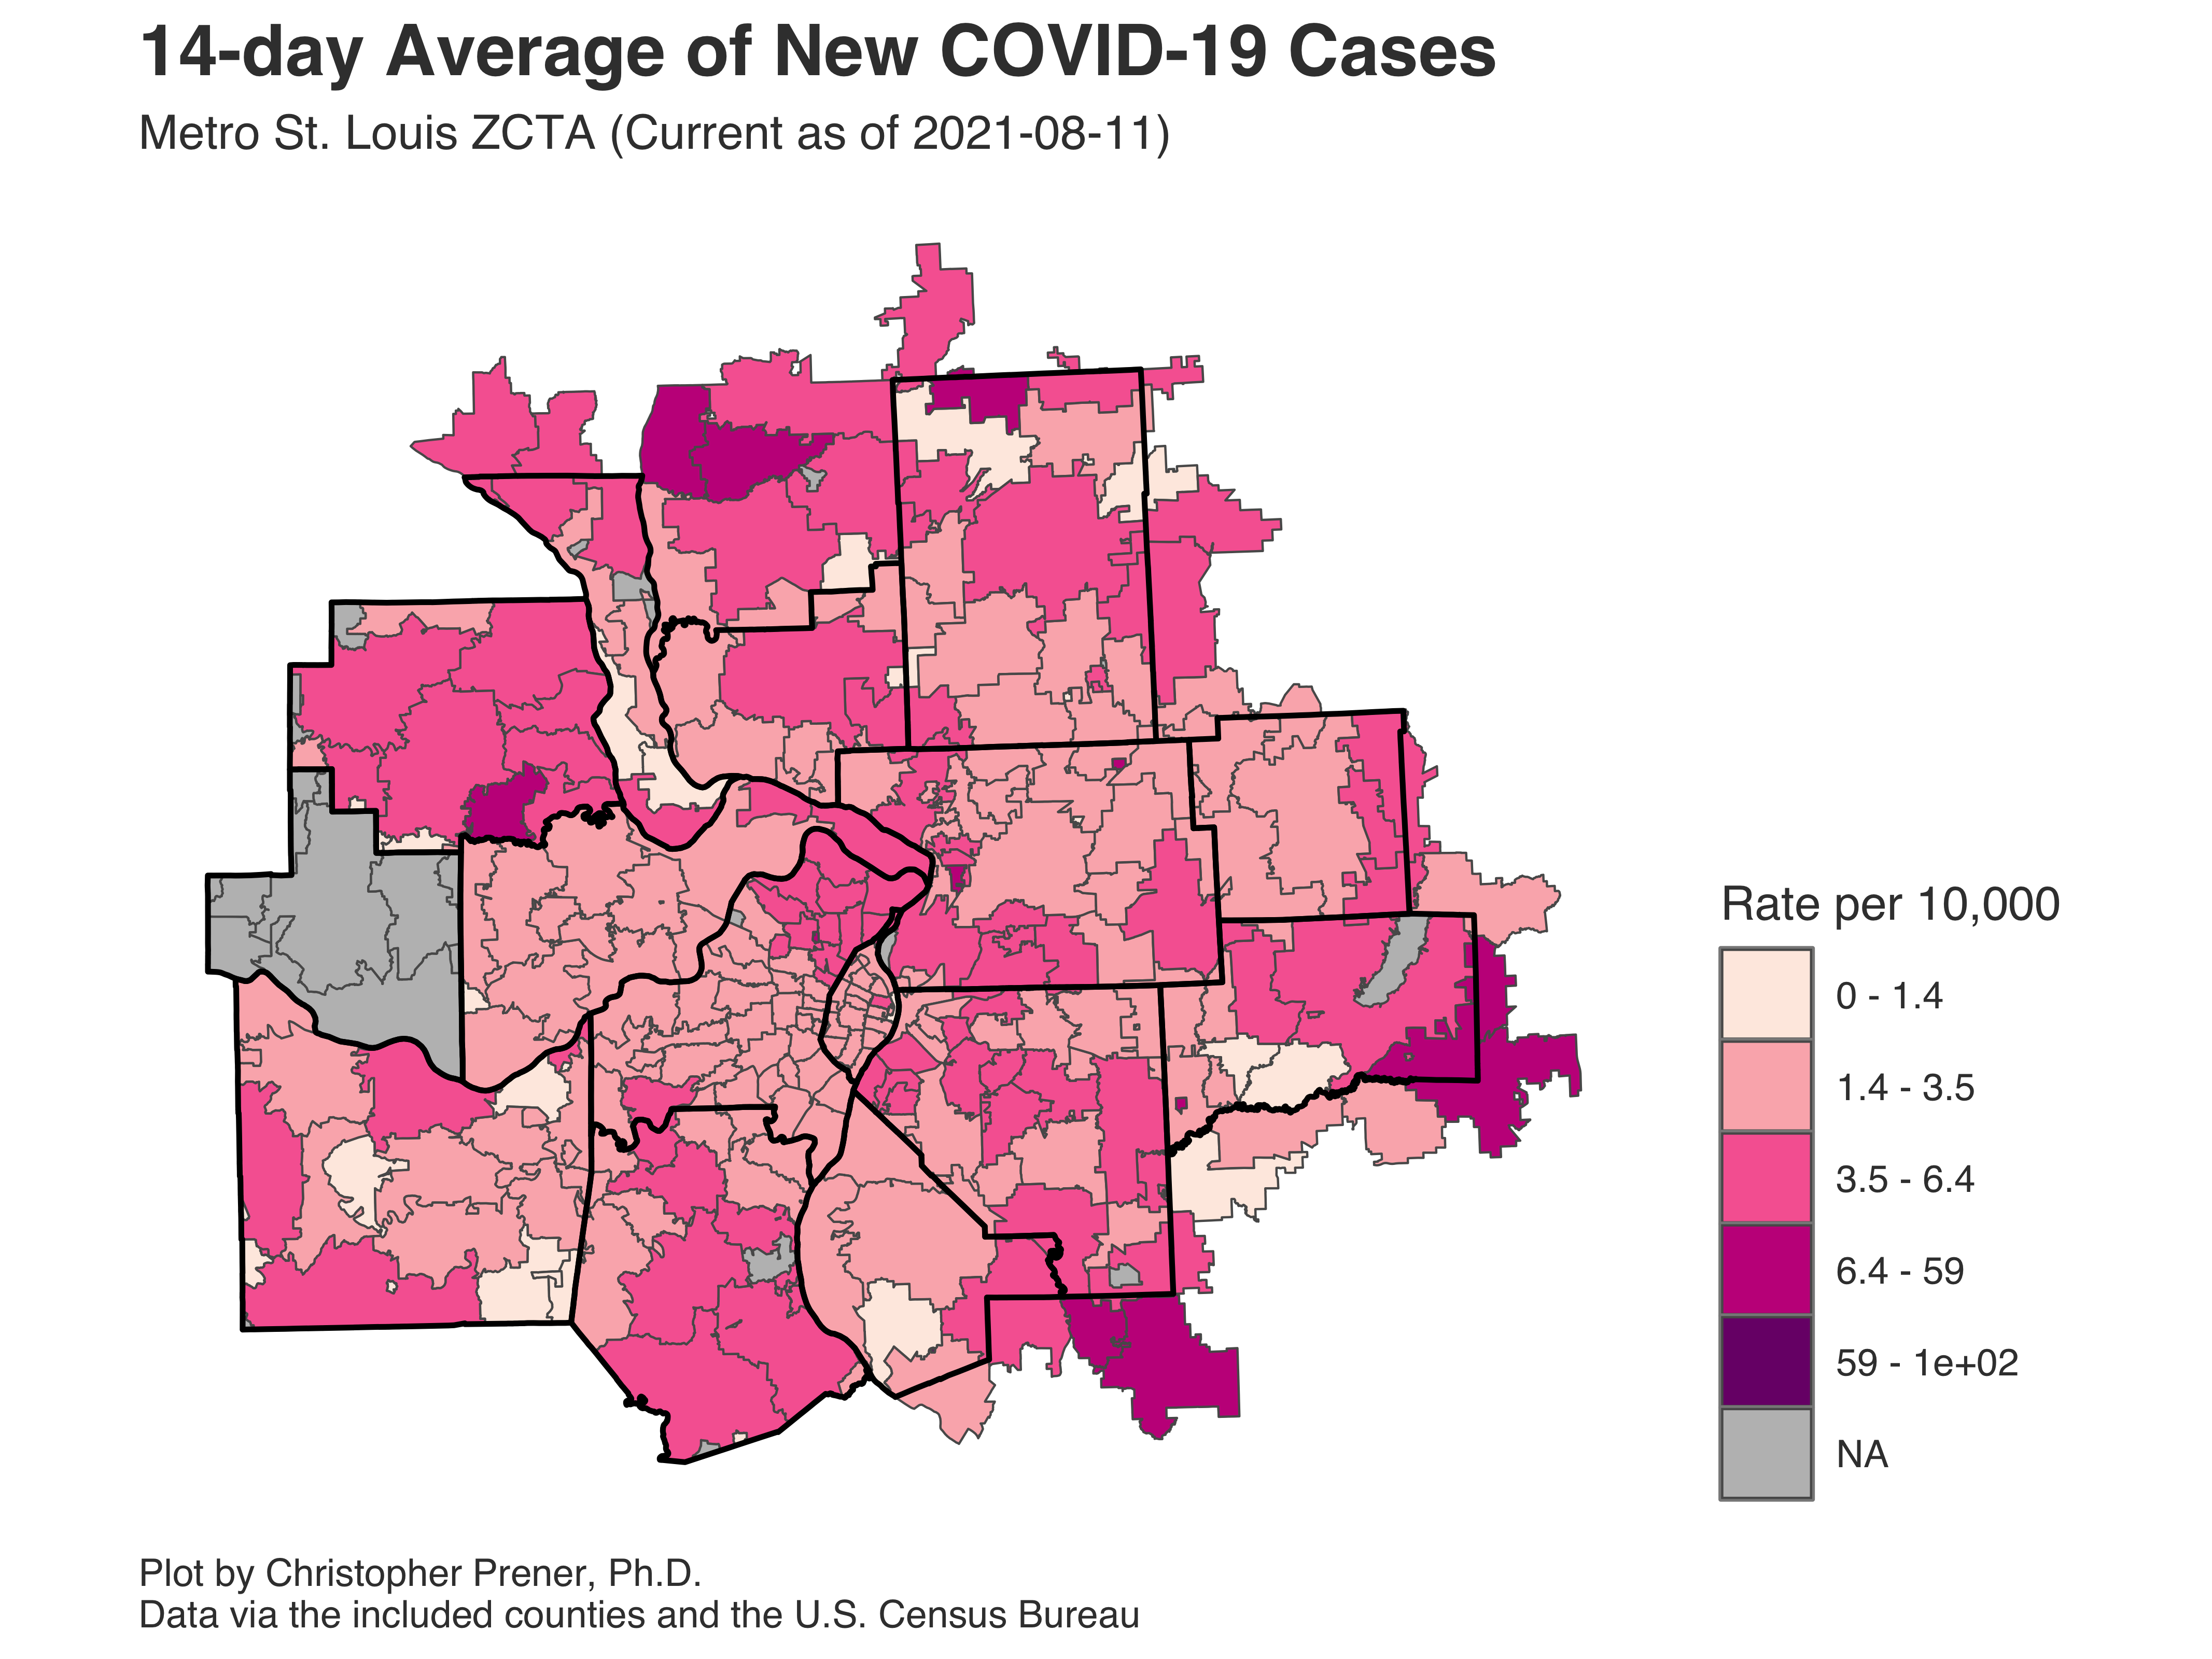 14-day Average of New COVID-19 Cases
Metro St. Louis ZCTA (Current as of 2021-08-11)
Rate per 10,000
0 - 1.4
1.4 - 3.5
3.5 - 6.4
6.4 - 59
59 - 1e+02
NA
Plot by Christopher Prener, Ph.D.
Data via the included counties and the U.S. Census Bureau